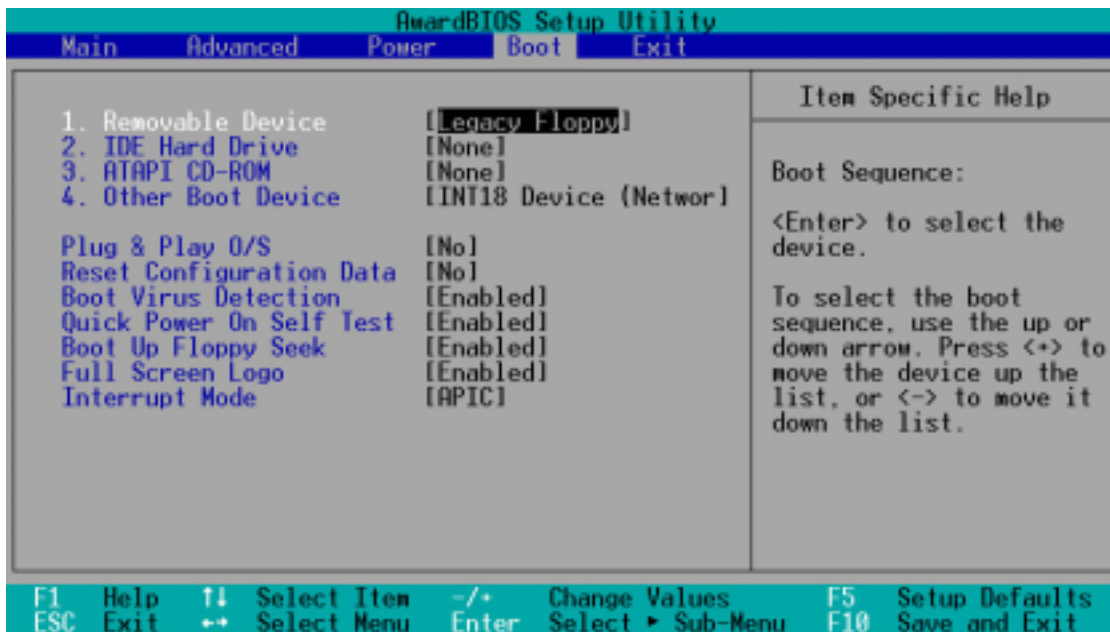 AwardBIOS Setup Utility
Main Advanced Power Boot Exit
1. Removable Device [Legacy Floppy]
2. IDE Hard Drive [None]
3. ATAPI CD-ROM [None]
4. Other Boot Device [INT18 Device (Networ]
Plug & Play O/S [No]
Reset Configuration Data [No]
Boot Virus Detection [Enabled]
Quick Power On Self Test [Enabled]
Boot Up Floppy Seek [Enabled]
Full Screen Logo [Enabled]
Interrupt Mode [APIC]
Item Specific Help
Boot Sequence:
<Enter> to select the
device.
To select the boot
sequence, use the up or
down arrow. Press <+> to
move the device up the
list, or <-> to move it
down the list.
F1 Help ↑↓ Select Item -/+ Change Values F5 Setup Defaults
ESC Exit ←→ Select Menu Enter Select ► Sub-Menu F10 Save and Exit